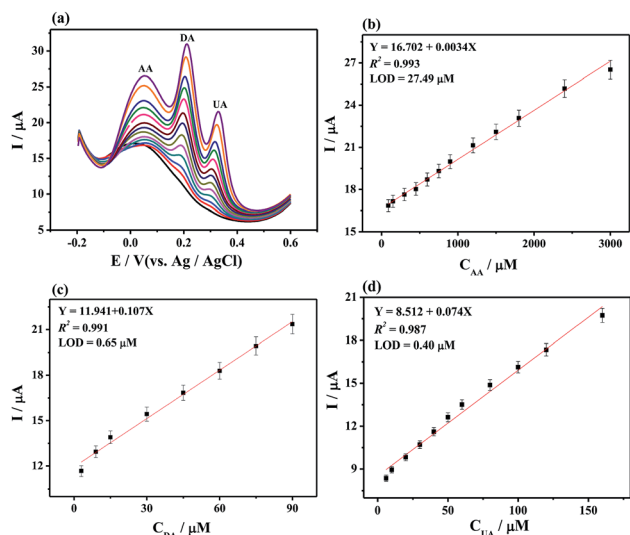 (a)
AA
DA
UA
I / μA
35
30
25
20
15
10
5
-0.2
0.0
0.2
0.4
0.6
E / V(vs. Ag / AgCl)
(b)
Y = 16.702 + 0.0034X
R² = 0.993
LOD = 27.49 μM
I / μA
27
24
21
18
15
0
1000
2000
3000
C_AA / μM
(c)
Y = 11.941+0.107X
R² = 0.991
LOD = 0.65 μM
I / μA
21
18
15
12
0
30
60
90
C_DA / μM
(d)
Y = 8.512 + 0.074X
R² = 0.987
LOD = 0.40 μM
I / μA
21
18
15
12
9
6
0
50
100
150
C_UA / μM